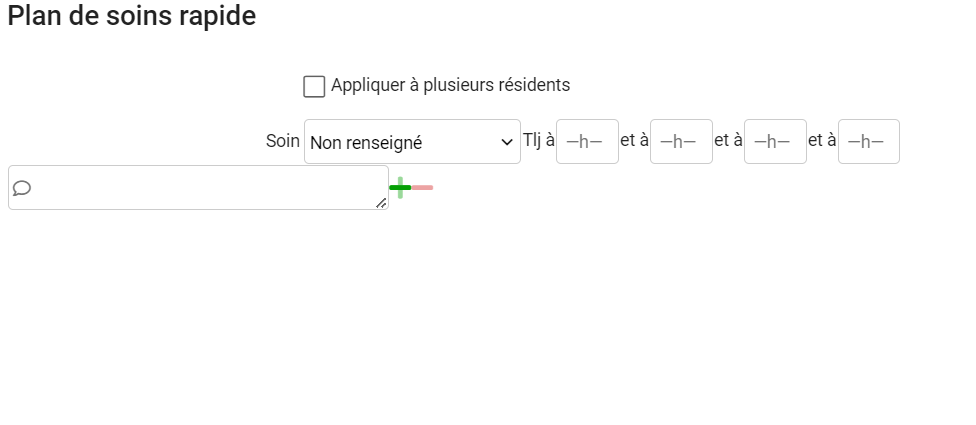 Plan de soins rapide
Appliquer à plusieurs résidents
Soin Non renseigné Tlj à –h– et à –h– et à –h– et à –h–